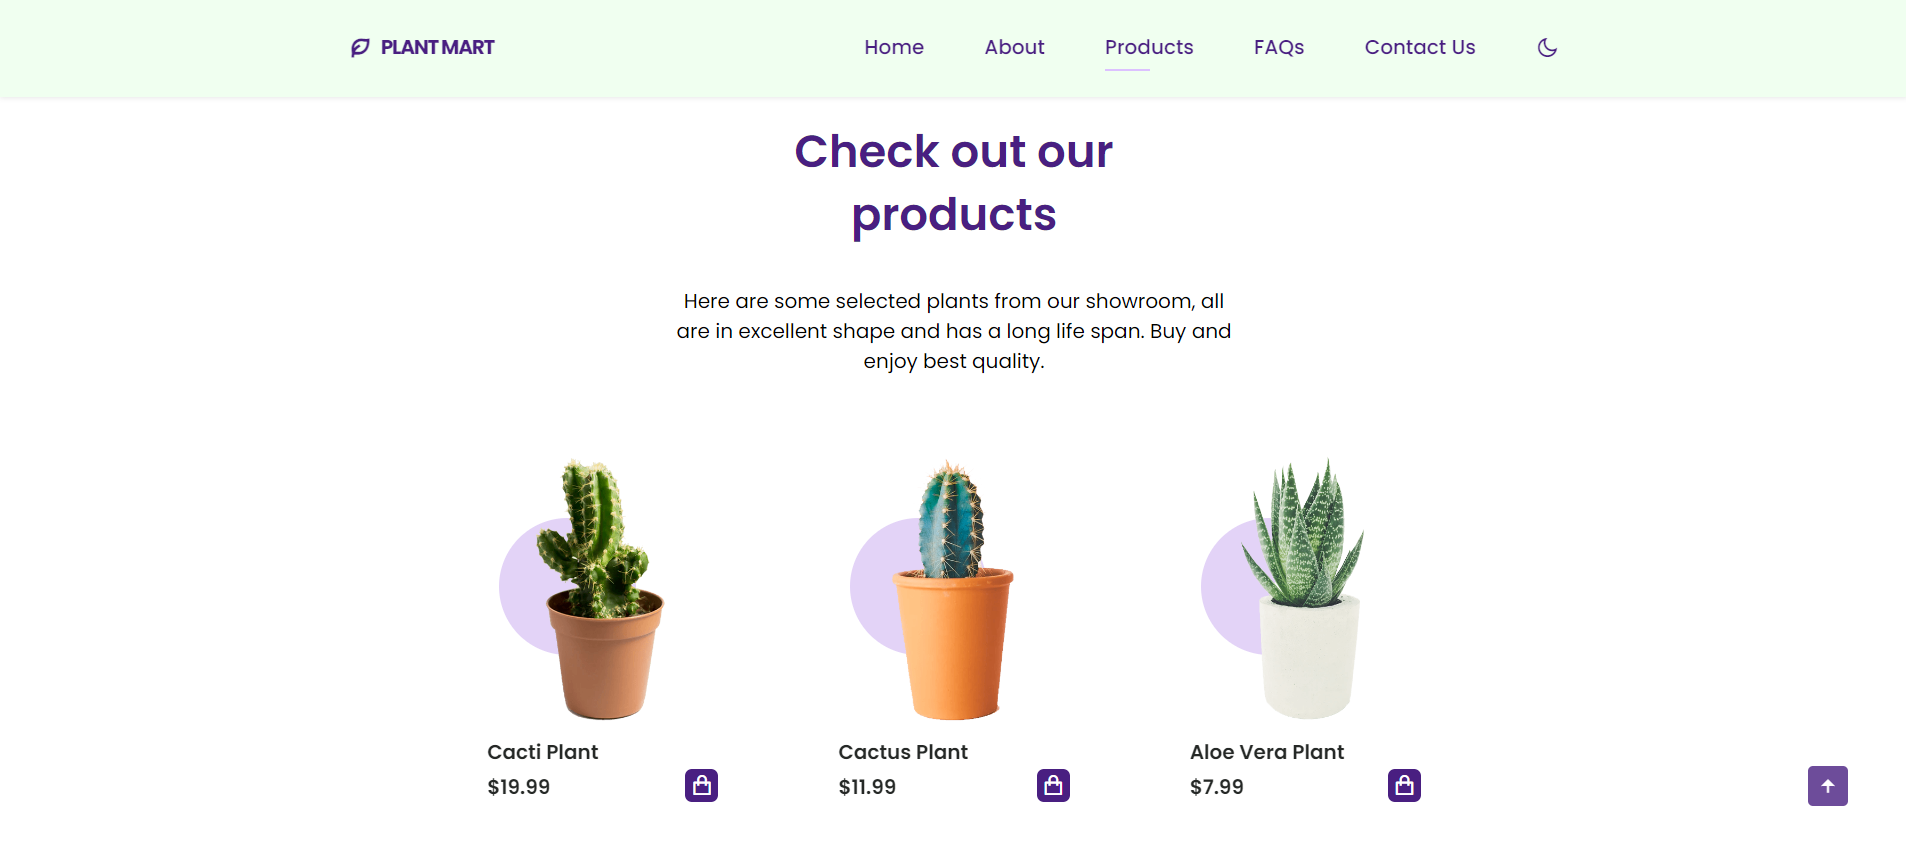 PLANT MART
Home
About
Products
FAQs
Contact Us
Check out our
products
Here are some selected plants from our showroom, all
are in excellent shape and has a long life span. Buy and
enjoy best quality.
Cacti Plant
$19.99
Cactus Plant
$11.99
Aloe Vera Plant
$7.99